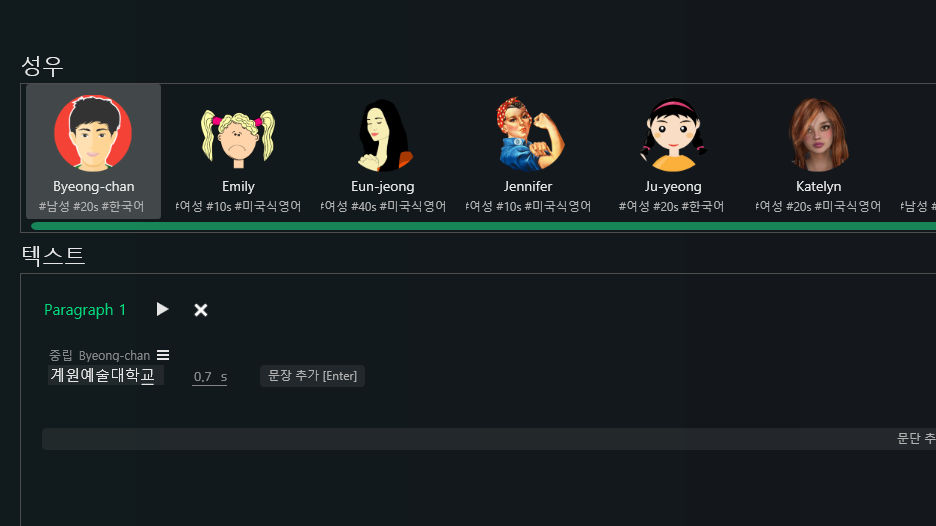 성우
Byeong-chan
Emily
Eun-jeong
Jennifer
Ju-yeong
Katelyn
#남성 #20s #한국어
#여성 #10s #미국식영어
#여성 #40s #미국식영어
#여성 #10s #미국식영어
#여성 #20s #한국어
#여성 #20s #미국식영어
#남성 #
텍스트
Paragraph 1
중립 Byeong-chan
계원예술대학교
0.7 s
문장 추가 [Enter]
문단 추